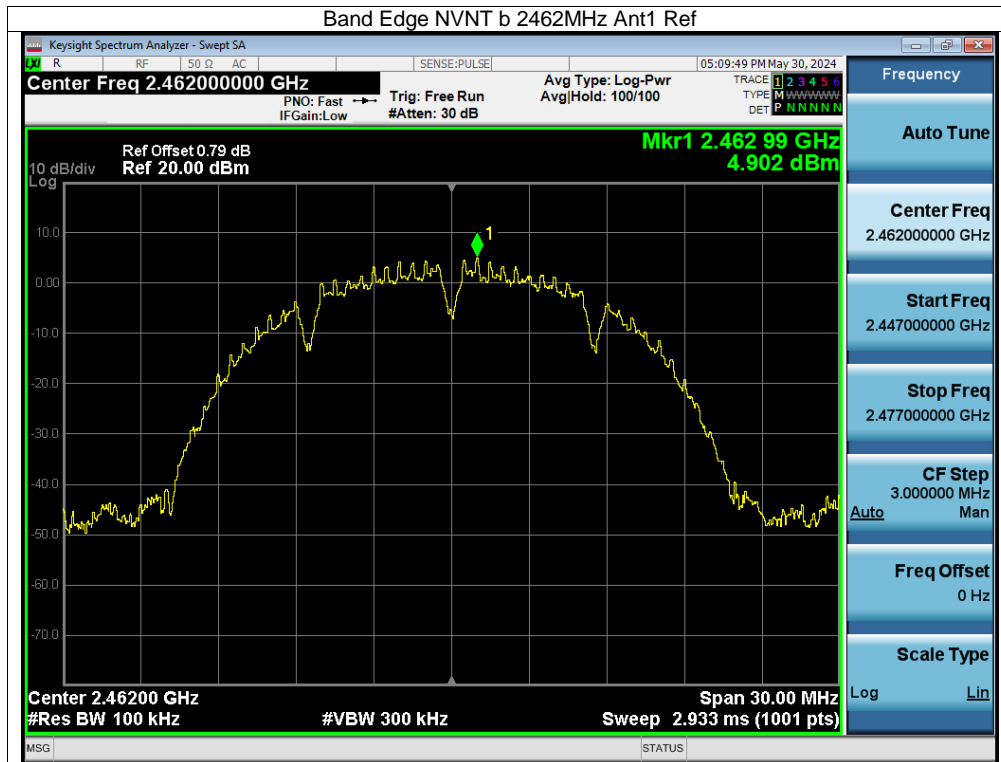 Band Edge NVNT b 2462MHz Ant1 Ref
Keysight Spectrum Analyzer - Swept SA
LXI R RF 50 Ω AC SENSE:PULSE 05:09:49 PM May 30, 2024
Center Freq 2.462000000 GHz
PNO: Fast
IFGain:Low
Trig: Free Run
#Atten: 30 dB
Avg Type: Log-Pwr
Avg|Hold: 100/100
TRACE 1 2 3 4 5 6
TYPE M W W W W W
DET P N N N N N
Mkr1 2.462 99 GHz
4.902 dBm
Ref Offset 0.79 dB
10 dB/div Ref 20.00 dBm
Log
1
10.0
0.00
-10.0
-20.0
-30.0
-40.0
-50.0
-60.0
-70.0
Center 2.46200 GHz Span 30.00 MHz
#Res BW 100 kHz #VBW 300 kHz Sweep 2.933 ms (1001 pts)
MSG STATUS
Frequency
Auto Tune
Center Freq
2.462000000 GHz
Start Freq
2.447000000 GHz
Stop Freq
2.477000000 GHz
CF Step
3.000000 MHz
Auto Man
Freq Offset
0 Hz
Scale Type
Log Lin